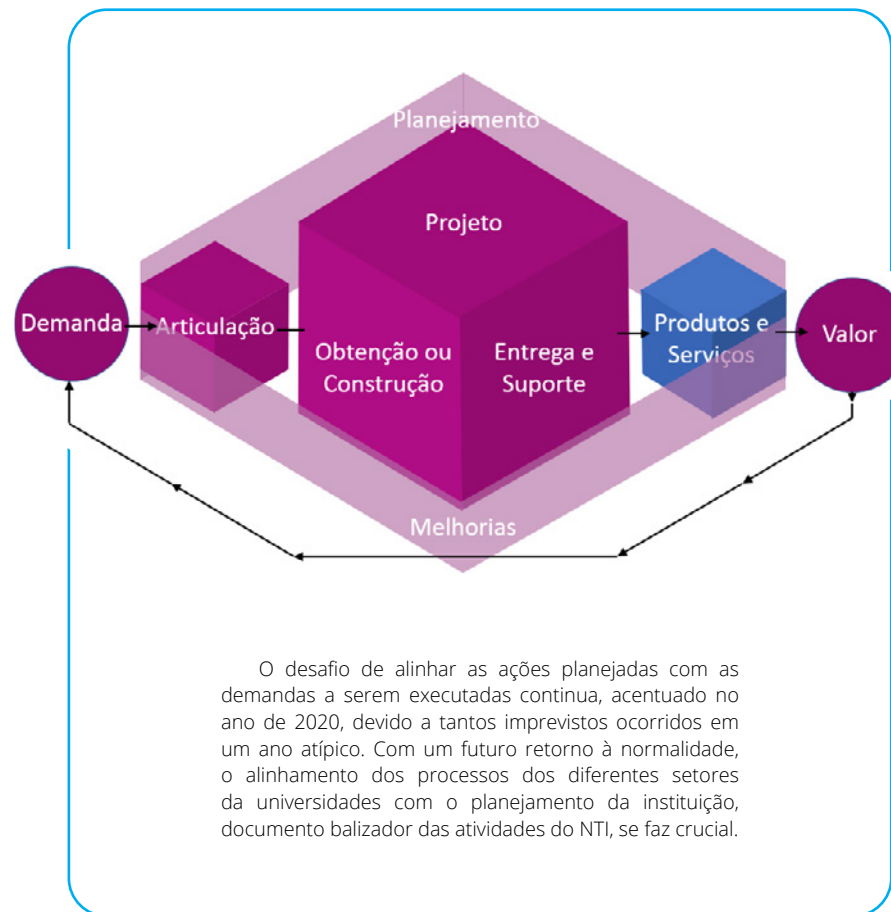 Planejamento
Projeto
Demanda
Articulação
Obtenção ou
Construção
Entrega e
Suporte
Produtos e
Serviços
Valor
Melhorias
O desafio de alinhar as ações planejadas com as
demandas a serem executadas continua, acentuado no
ano de 2020, devido a tantos imprevistos ocorridos em
um ano atípico. Com um futuro retorno à normalidade,
o alinhamento dos processos dos diferentes setores
da universidades com o planejamento da instituição,
documento balizador das atividades do NTI, se faz crucial.